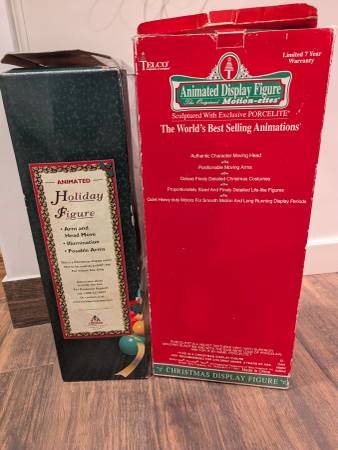 ANIMATED
Holiday
Figure
• Arm and
Head Move
• Illumination
• Posable Arms
TELCO
Limited 7 Year
Warranty
Animated Display Figure
The Original Motion-ettes
Sculptured With Exclusive PORCELITE
The World's Best Selling Animations
Authentic Character Moving Head
Positionable Moving Arms
Deluxe Finely Detailed Christmas Costumes
Proportionately Sized And Finely Detailed Life-like Figures
Quiet Heavy-duty Motors For Smooth Motion And Long Running Display Periods
CHRISTMAS DISPLAY FIGURE